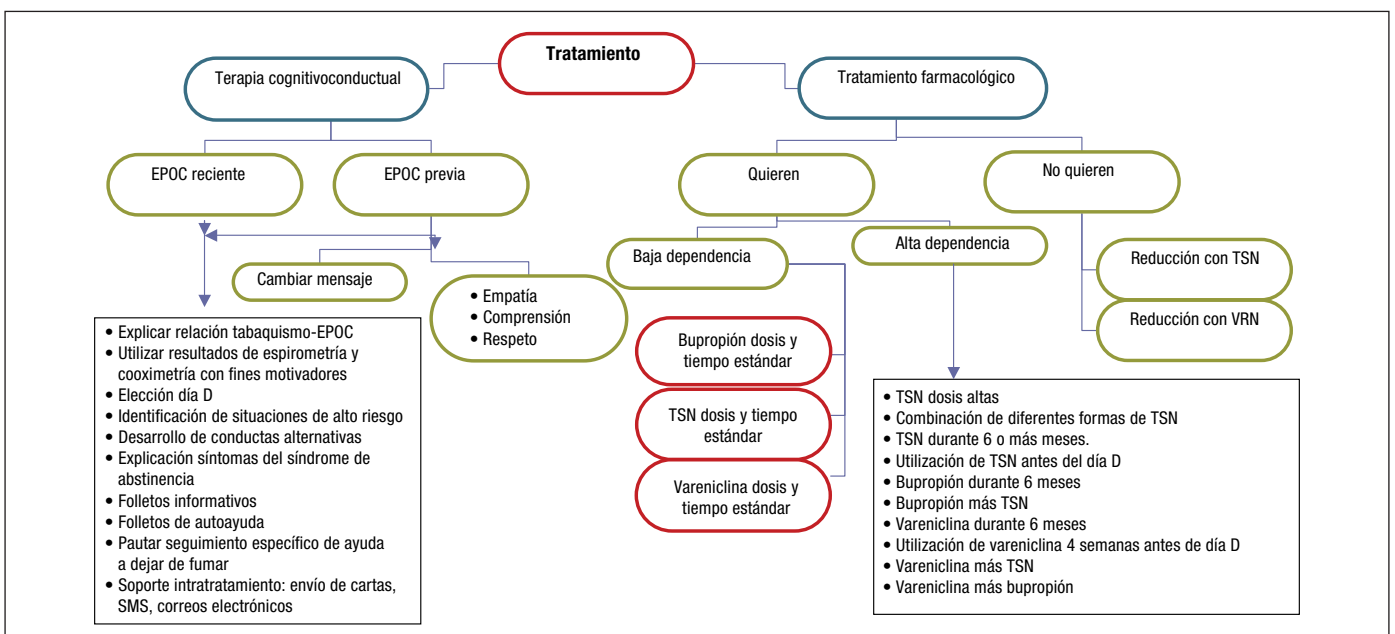 Tratamiento
Terapia cognitivoconductual
Tratamiento farmacológico
EPOC reciente
EPOC previa
Quieren
No quieren
Cambiar mensaje
• Empatía
• Comprensión
• Respeto
Baja dependencia
Alta dependencia
Reducción con TSN
Reducción con VRN
• Explicar relación tabaquismo-EPOC
• Utilizar resultados de espirometría y
cooximetría con fines motivadores
• Elección día D
• Identificación de situaciones de alto riesgo
• Desarrollo de conductas alternativas
• Explicación síntomas del síndrome de
abstinencia
• Folletos informativos
• Folletos de autoayuda
• Pautar seguimiento específico de ayuda
a dejar de fumar
• Soporte intratratamiento: envío de cartas,
SMS, correos electrónicos
Bupropión dosis y
tiempo estándar
TSN dosis y tiempo
estándar
Vareniclina dosis y
tiempo estándar
• TSN dosis altas
• Combinación de diferentes formas de TSN
• TSN durante 6 o más meses.
• Utilización de TSN antes del día D
• Bupropión durante 6 meses
• Bupropión más TSN
• Vareniclina durante 6 meses
• Utilización de vareniclina 4 semanas antes de día D
• Vareniclina más TSN
• Vareniclina más bupropión